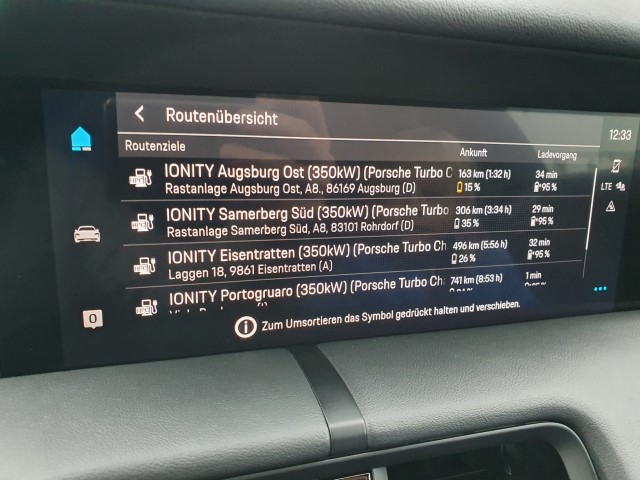 Routenübersicht
12:33
Routenziele Ankunft Ladevorgang
IONITY Augsburg Ost (350kW) (Porsche Turbo C 163 km (1:32 h) 34 min
Rastanlage Augsburg Ost, A8., 86169 Augsburg (D) 15 % 95 %
LTE
IONITY Samerberg Süd (350kW) (Porsche Turbo 306 km (3:34 h) 29 min
Rastanlage Samerberg Süd, A8, 83101 Rohrdorf (D) 35 % 95 %
IONITY Eisentratten (350kW) (Porsche Turbo Ch 496 km (5:56 h) 32 min
Laggen 18, 9861 Eisentratten (A) 26 % 95 %
IONITY Portogruaro (350kW) (Porsche Turbo Ch 741 km (8:53 h) 1 min
0
Zum Umsortieren das Symbol gedrückt halten und verschieben.